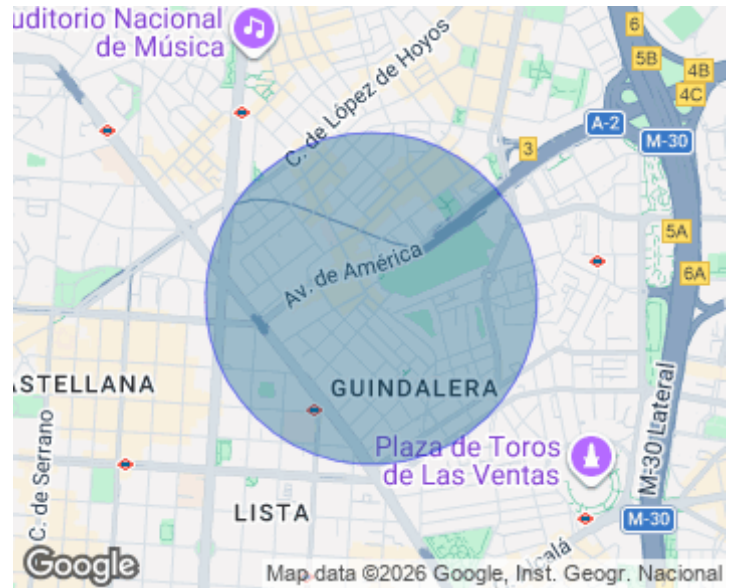 uditorio Nacional
de Música
C. de López de Hoyos
6
5B
4B
4C
A-2
3
M-30
5A
6A
Av. de América
ASTELLANA
GUINDALERA
C. de Serrano
Plaza de Toros
de Las Ventas
M-30 Lateral
LISTA
M-30
calá
Google
Map data ©2026 Google, Inst. Geogr. Nacional